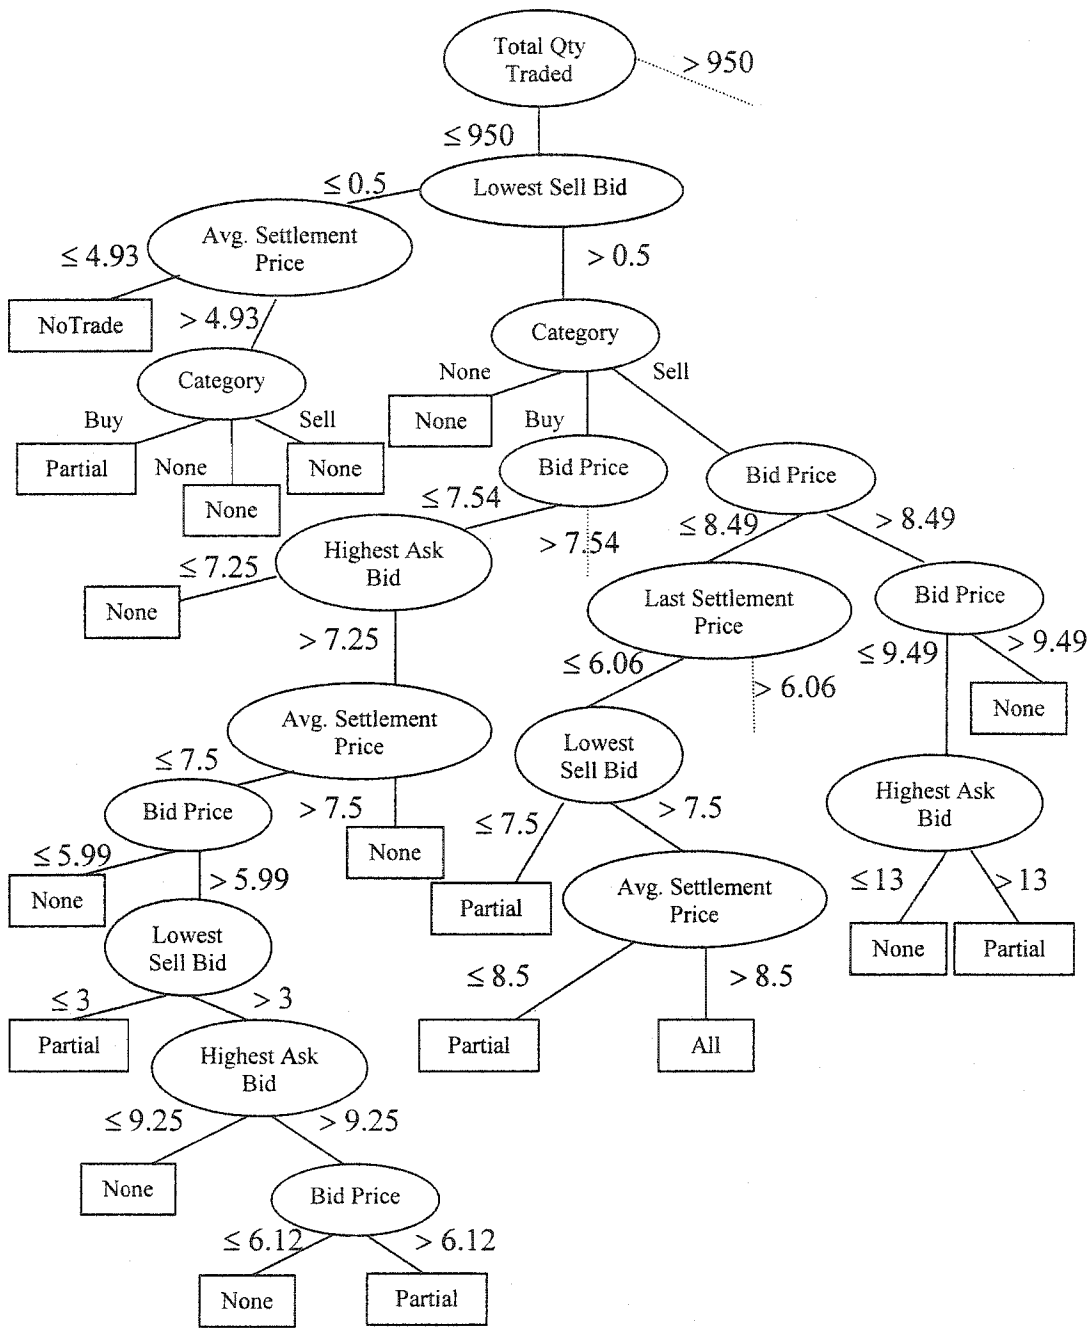 Total Qty
Traded
> 950
≤ 950
Lowest Sell Bid
≤ 0.5
Avg. Settlement
Price
> 0.5
≤ 4.93
NoTrade
> 4.93
Category
Category
None
Sell
Buy
Sell
None
Buy
Partial
None
None
None
Bid Price
Bid Price
≤ 7.54
> 7.54
≤ 8.49
> 8.49
Highest Ask
Bid
≤ 7.25
None
Last Settlement
Price
Bid Price
> 7.25
≤ 6.06
> 6.06
≤ 9.49
> 9.49
None
Avg. Settlement
Price
Lowest
Sell Bid
≤ 7.5
> 7.5
Bid Price
None
≤ 7.5
> 7.5
Highest Ask
Bid
≤ 5.99
> 5.99
None
Partial
Avg. Settlement
Price
≤ 13
> 13
None
Partial
Lowest
Sell Bid
≤ 8.5
> 8.5
≤ 3
> 3
Partial
Partial
All
Highest Ask
Bid
≤ 9.25
> 9.25
None
Bid Price
≤ 6.12
> 6.12
None
Partial